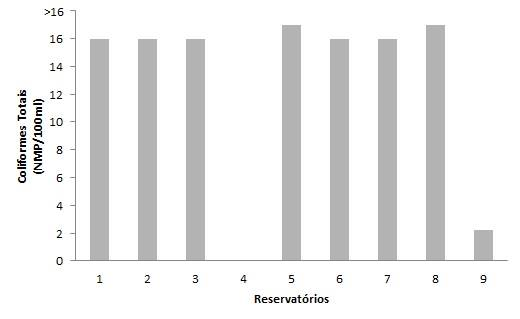 >16
16
14
12
10
8
6
4
2
0
Coliformes Totais
(NMP/100ml)
1 2 3 4 5 6 7 8 9
Reservatórios